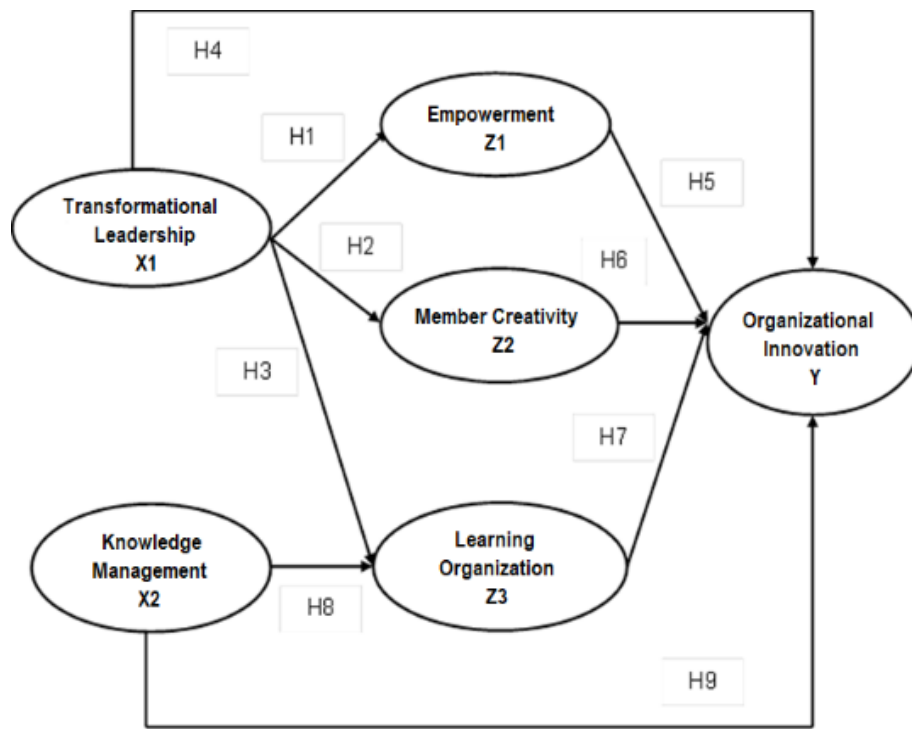 H4
Empowerment
Z1
H1
H5
Transformational
Leadership
X1
H2
H6
Member Creativity
Z2
Organizational
Innovation
Y
H3
H7
Knowledge
Management
X2
Learning
Organization
Z3
H8
H9